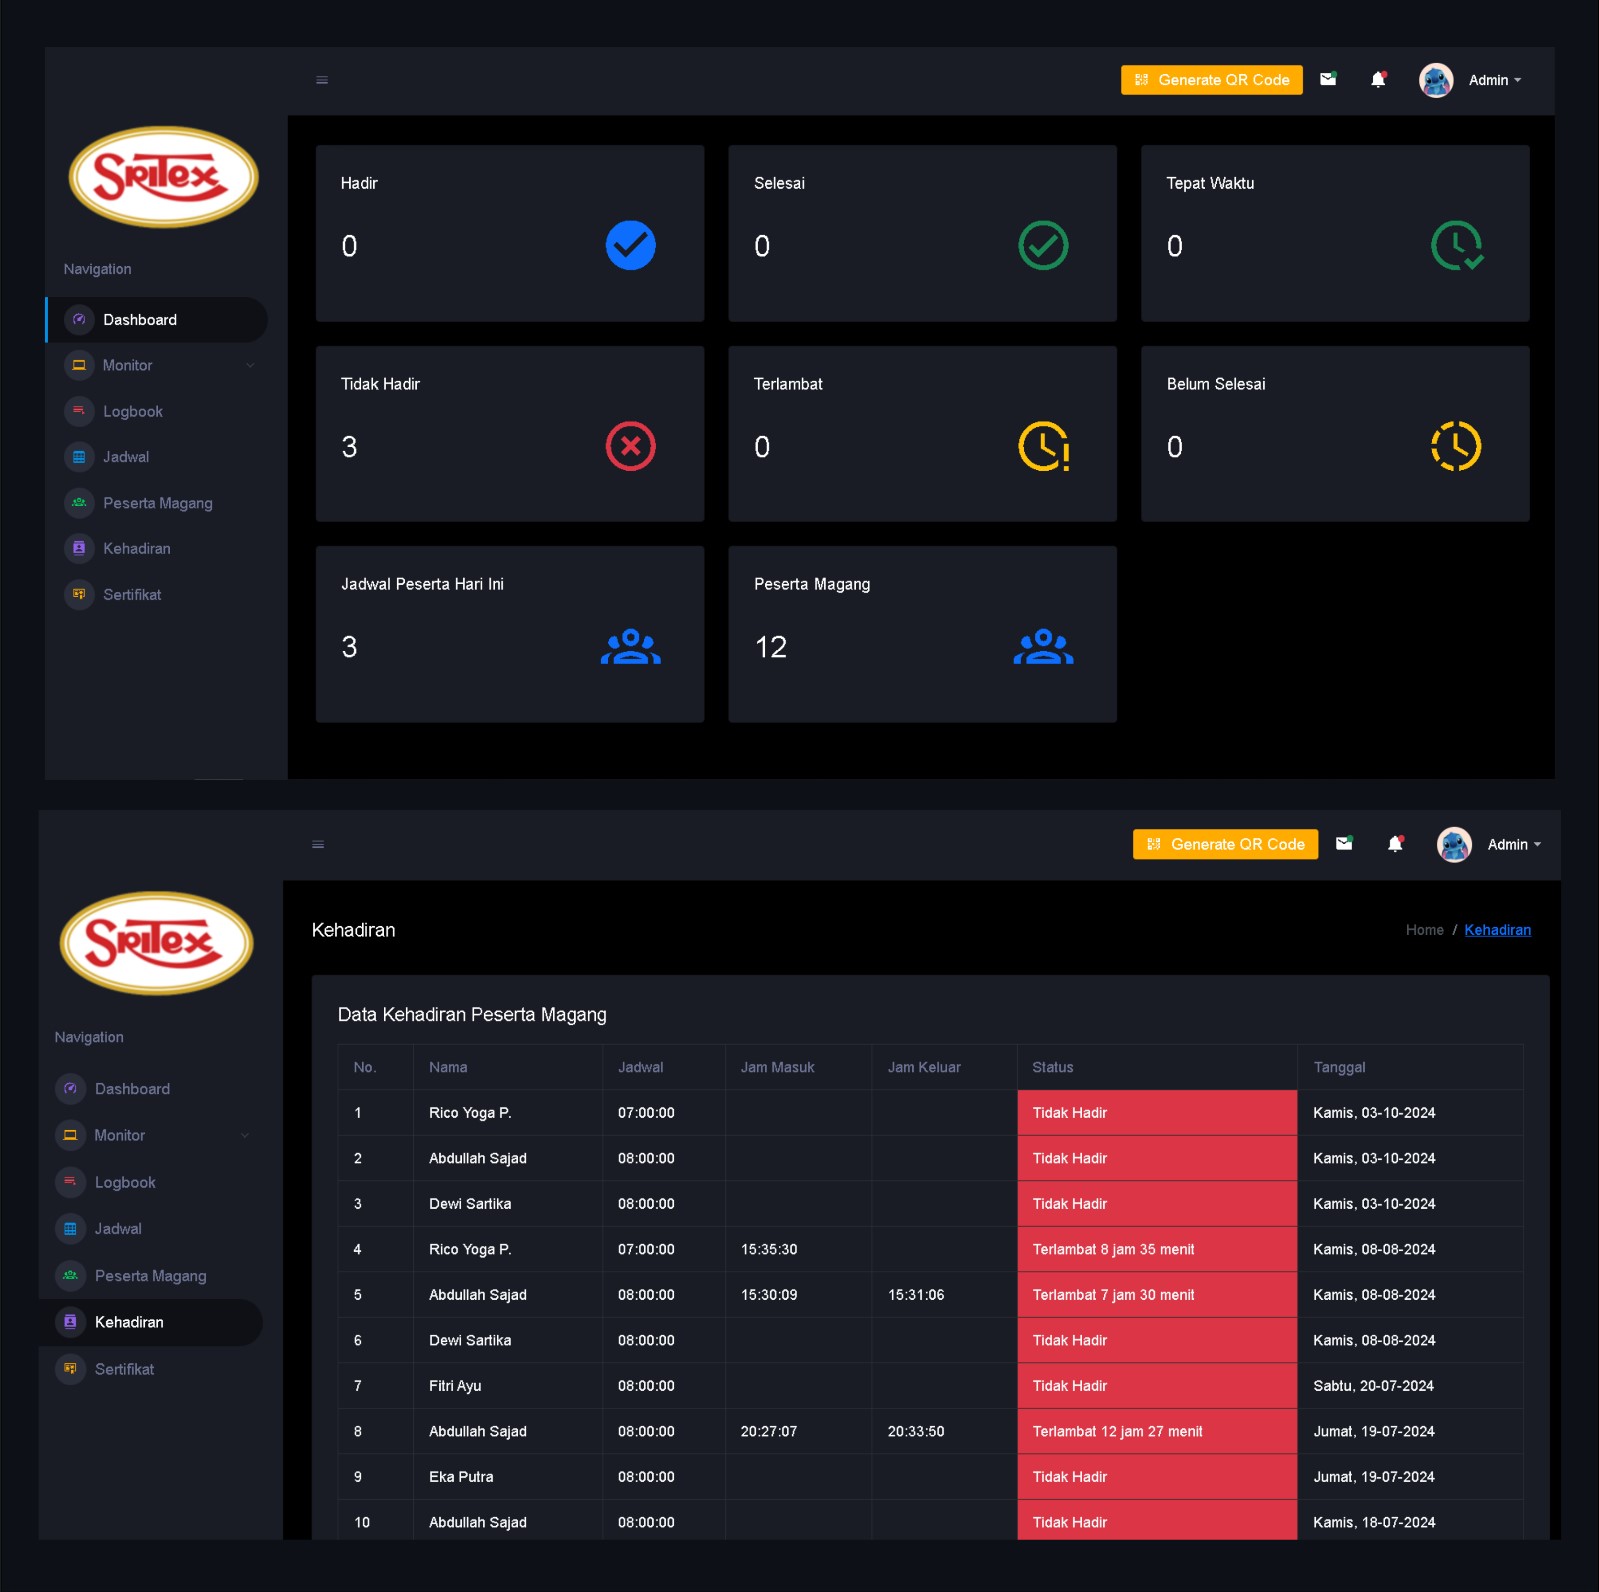 Generate QR Code Admin
Sritex
Navigation
Dashboard
Monitor
Logbook
Jadwal
Peserta Magang
Kehadiran
Sertifikat
Hadir
0
Selesai
0
Tepat Waktu
0
Tidak Hadir
3
Terlambat
0
Belum Selesai
0
Jadwal Peserta Hari Ini
3
Peserta Magang
12
Generate QR Code Admin
Sritex
Navigation
Dashboard
Monitor
Logbook
Jadwal
Peserta Magang
Kehadiran
Sertifikat
Kehadiran
Home / Kehadiran
Data Kehadiran Peserta Magang
No. Nama Jadwal Jam Masuk Jam Keluar Status Tanggal
1 Rico Yoga P. 07:00:00 Tidak Hadir Kamis, 03-10-2024
2 Abdullah Sajad 08:00:00 Tidak Hadir Kamis, 03-10-2024
3 Dewi Sartika 08:00:00 Tidak Hadir Kamis, 03-10-2024
4 Rico Yoga P. 07:00:00 15:35:30 Terlambat 8 jam 35 menit Kamis, 08-08-2024
5 Abdullah Sajad 08:00:00 15:30:09 15:31:06 Terlambat 7 jam 30 menit Kamis, 08-08-2024
6 Dewi Sartika 08:00:00 Tidak Hadir Kamis, 08-08-2024
7 Fitri Ayu 08:00:00 Tidak Hadir Sabtu, 20-07-2024
8 Abdullah Sajad 08:00:00 20:27:07 20:33:50 Terlambat 12 jam 27 menit Jumat, 19-07-2024
9 Eka Putra 08:00:00 Tidak Hadir Jumat, 19-07-2024
10 Abdullah Sajad 08:00:00 Tidak Hadir Kamis, 18-07-2024